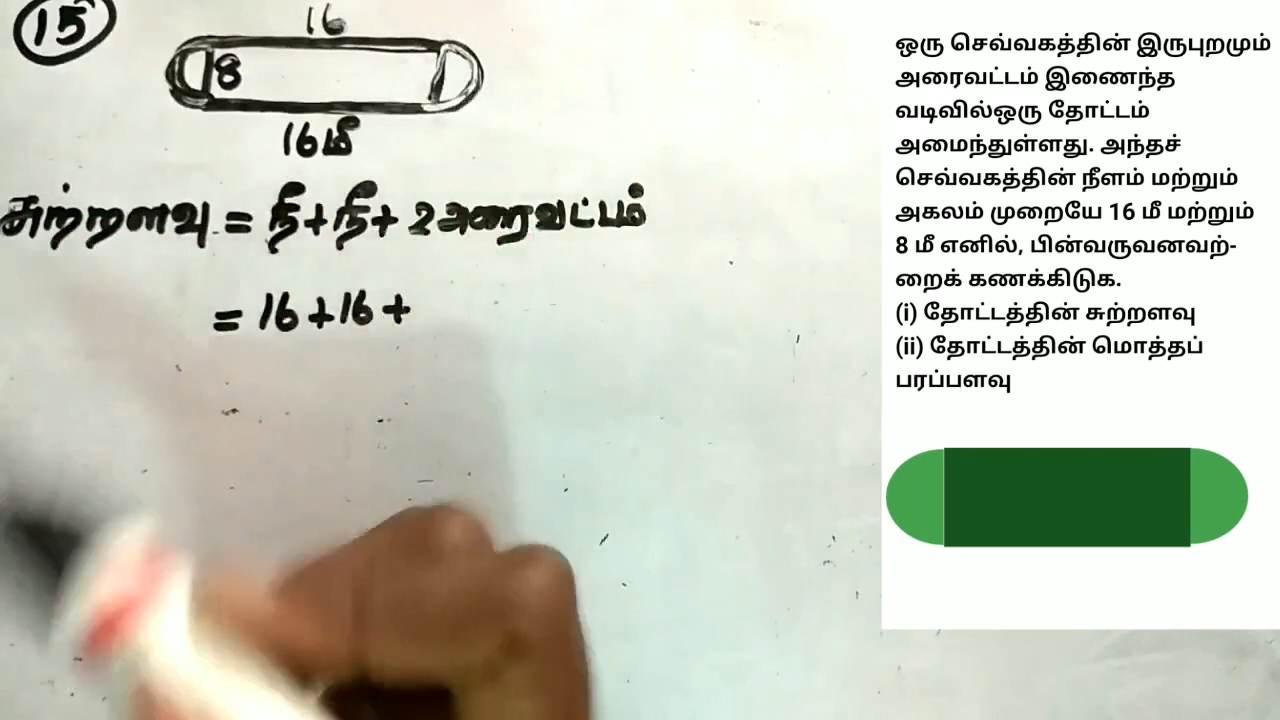 15
16
8
16மீ
சுற்றளவு = நீ+நீ+ 2அரைவட்டம்
= 16+16+
ஒரு செவ்வகத்தின் இருபுறமும்
அரைவட்டம் இணைந்த
வடிவில்ஒரு தோட்டம்
அமைந்துள்ளது. அந்தச்
செவ்வகத்தின் நீளம் மற்றும்
அகலம் முறையே 16 மீ மற்றும்
8 மீ எனில், பின்வருவனவற்-
றைக் கணக்கிடுக.
(i) தோட்டத்தின் சுற்றளவு
(ii) தோட்டத்தின் மொத்தப்
பரப்பளவு